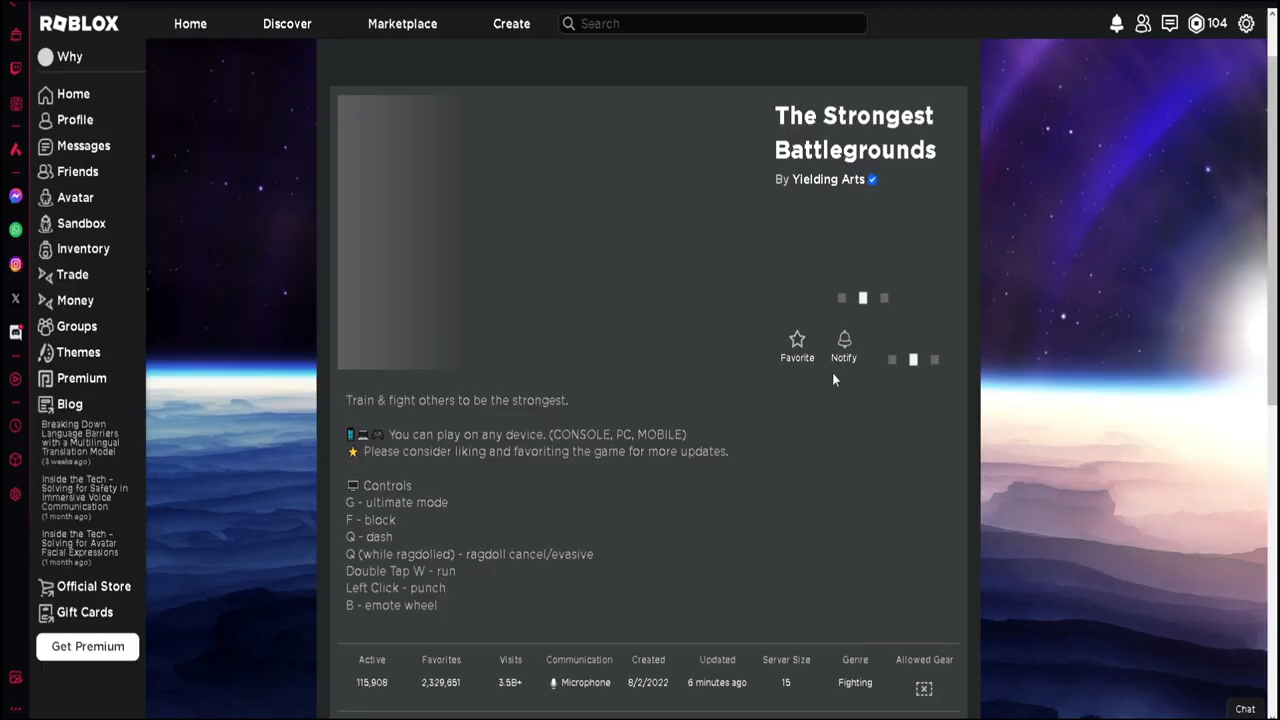 ROBLOX
Home
Discover
Marketplace
Create
Search
104
Why
Home
Profile
Messages
Friends
Avatar
Sandbox
Inventory
Trade
Money
Groups
Themes
Premium
Blog
Breaking Down
Language Barriers
with a Multilingual
Translation Model
(3 weeks ago)
Inside the Tech -
Solving for Safety in
Immersive Voice
Communication
(1 month ago)
Inside the Tech -
Solving for Avatar
Facial Expressions
(1 month ago)
Official Store
Gift Cards
Get Premium
The Strongest
Battlegrounds
By Yielding Arts
Favorite
Notify
Train & fight others to be the strongest.
You can play on any device. (CONSOLE, PC, MOBILE)
Please consider liking and favoriting the game for more updates.
Controls
G - ultimate mode
F - block
Q - dash
Q (while ragdolled) - ragdoll cancel/evasive
Double Tap W - run
Left Click - punch
B - emote wheel
Active Favorites Visits Communication Created Updated Server Size Genre Allowed Gear
115,908 2,329,651 3.5B+ Microphone 8/2/2022 6 minutes ago 15 Fighting
Chat